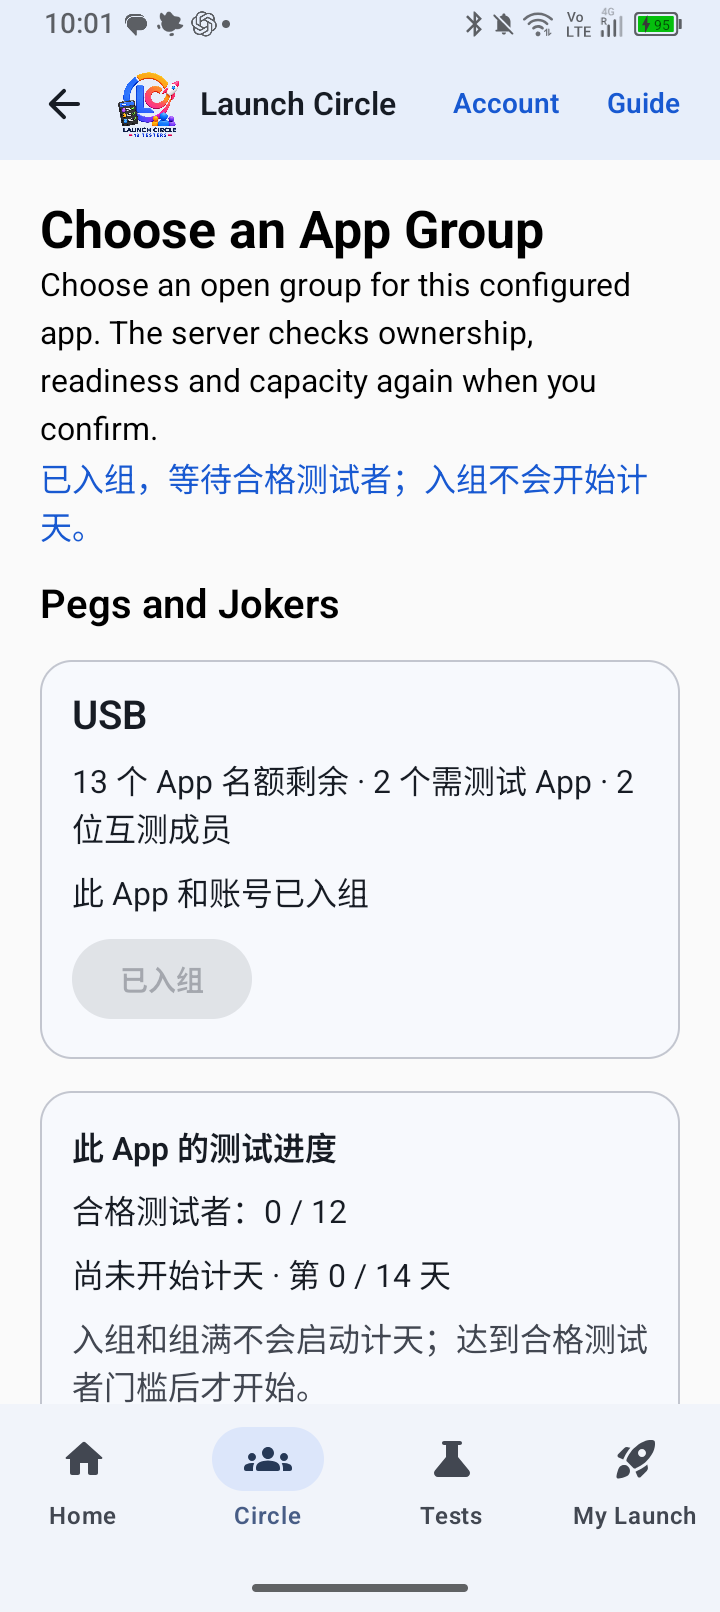 10:01
Vo LTE
4G
R
95
LAUNCH CIRCLE
Launch Circle
Account
Guide
Choose an App Group
Choose an open group for this configured
app. The server checks ownership,
readiness and capacity again when you
confirm.
已入组，等待合格测试者；入组不会开始计
天。
Pegs and Jokers
USB
13 个 App 名额剩余 · 2 个需测试 App · 2
位互测成员
此 App 和账号已入组
已入组
此 App 的测试进度
合格测试者：0 / 12
尚未开始计天 · 第 0 / 14 天
入组和组满不会启动计天；达到合格测试
者门槛后才开始。
Home
Circle
Tests
My Launch